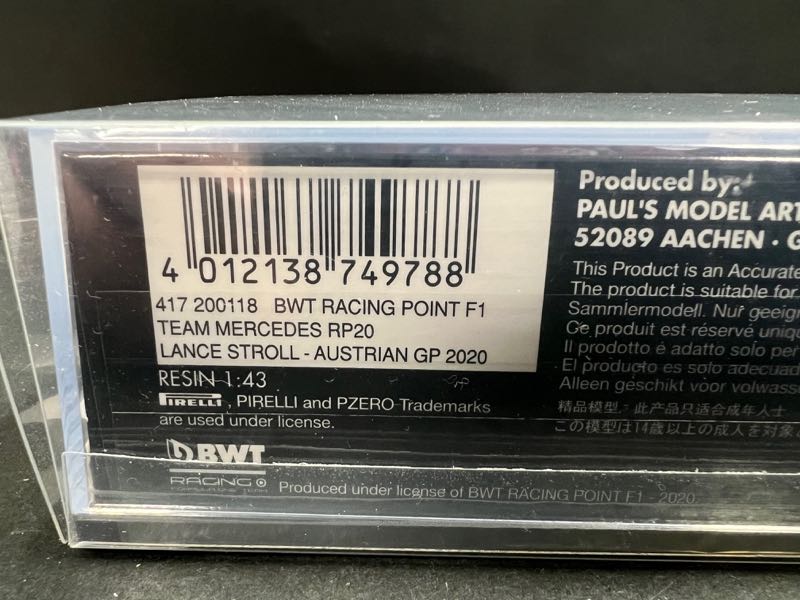 4 012138 749788
417 200118 BWT RACING POINT F1
TEAM MERCEDES RP20
LANCE STROLL - AUSTRIAN GP 2020
RESIN 1:43
PIRELLI, PIRELLI and PZERO Trademarks
are used under license.
BWT
RACING
Produced under license of BWT RACING POINT F1 - 2020.
Produced by:
PAUL'S MODEL ART
52089 AACHEN · G
This Product is an Accurate
The product is suitable for
Sammlermodell. Nur geeign
Ce produit est réservé uniqu
Il prodotto è adatto solo per
El producto es solo adecuad
Alleen geschikt voor volwass
精品模型。此产品只适合成年人士
この模型は14歳以上の成人を対象